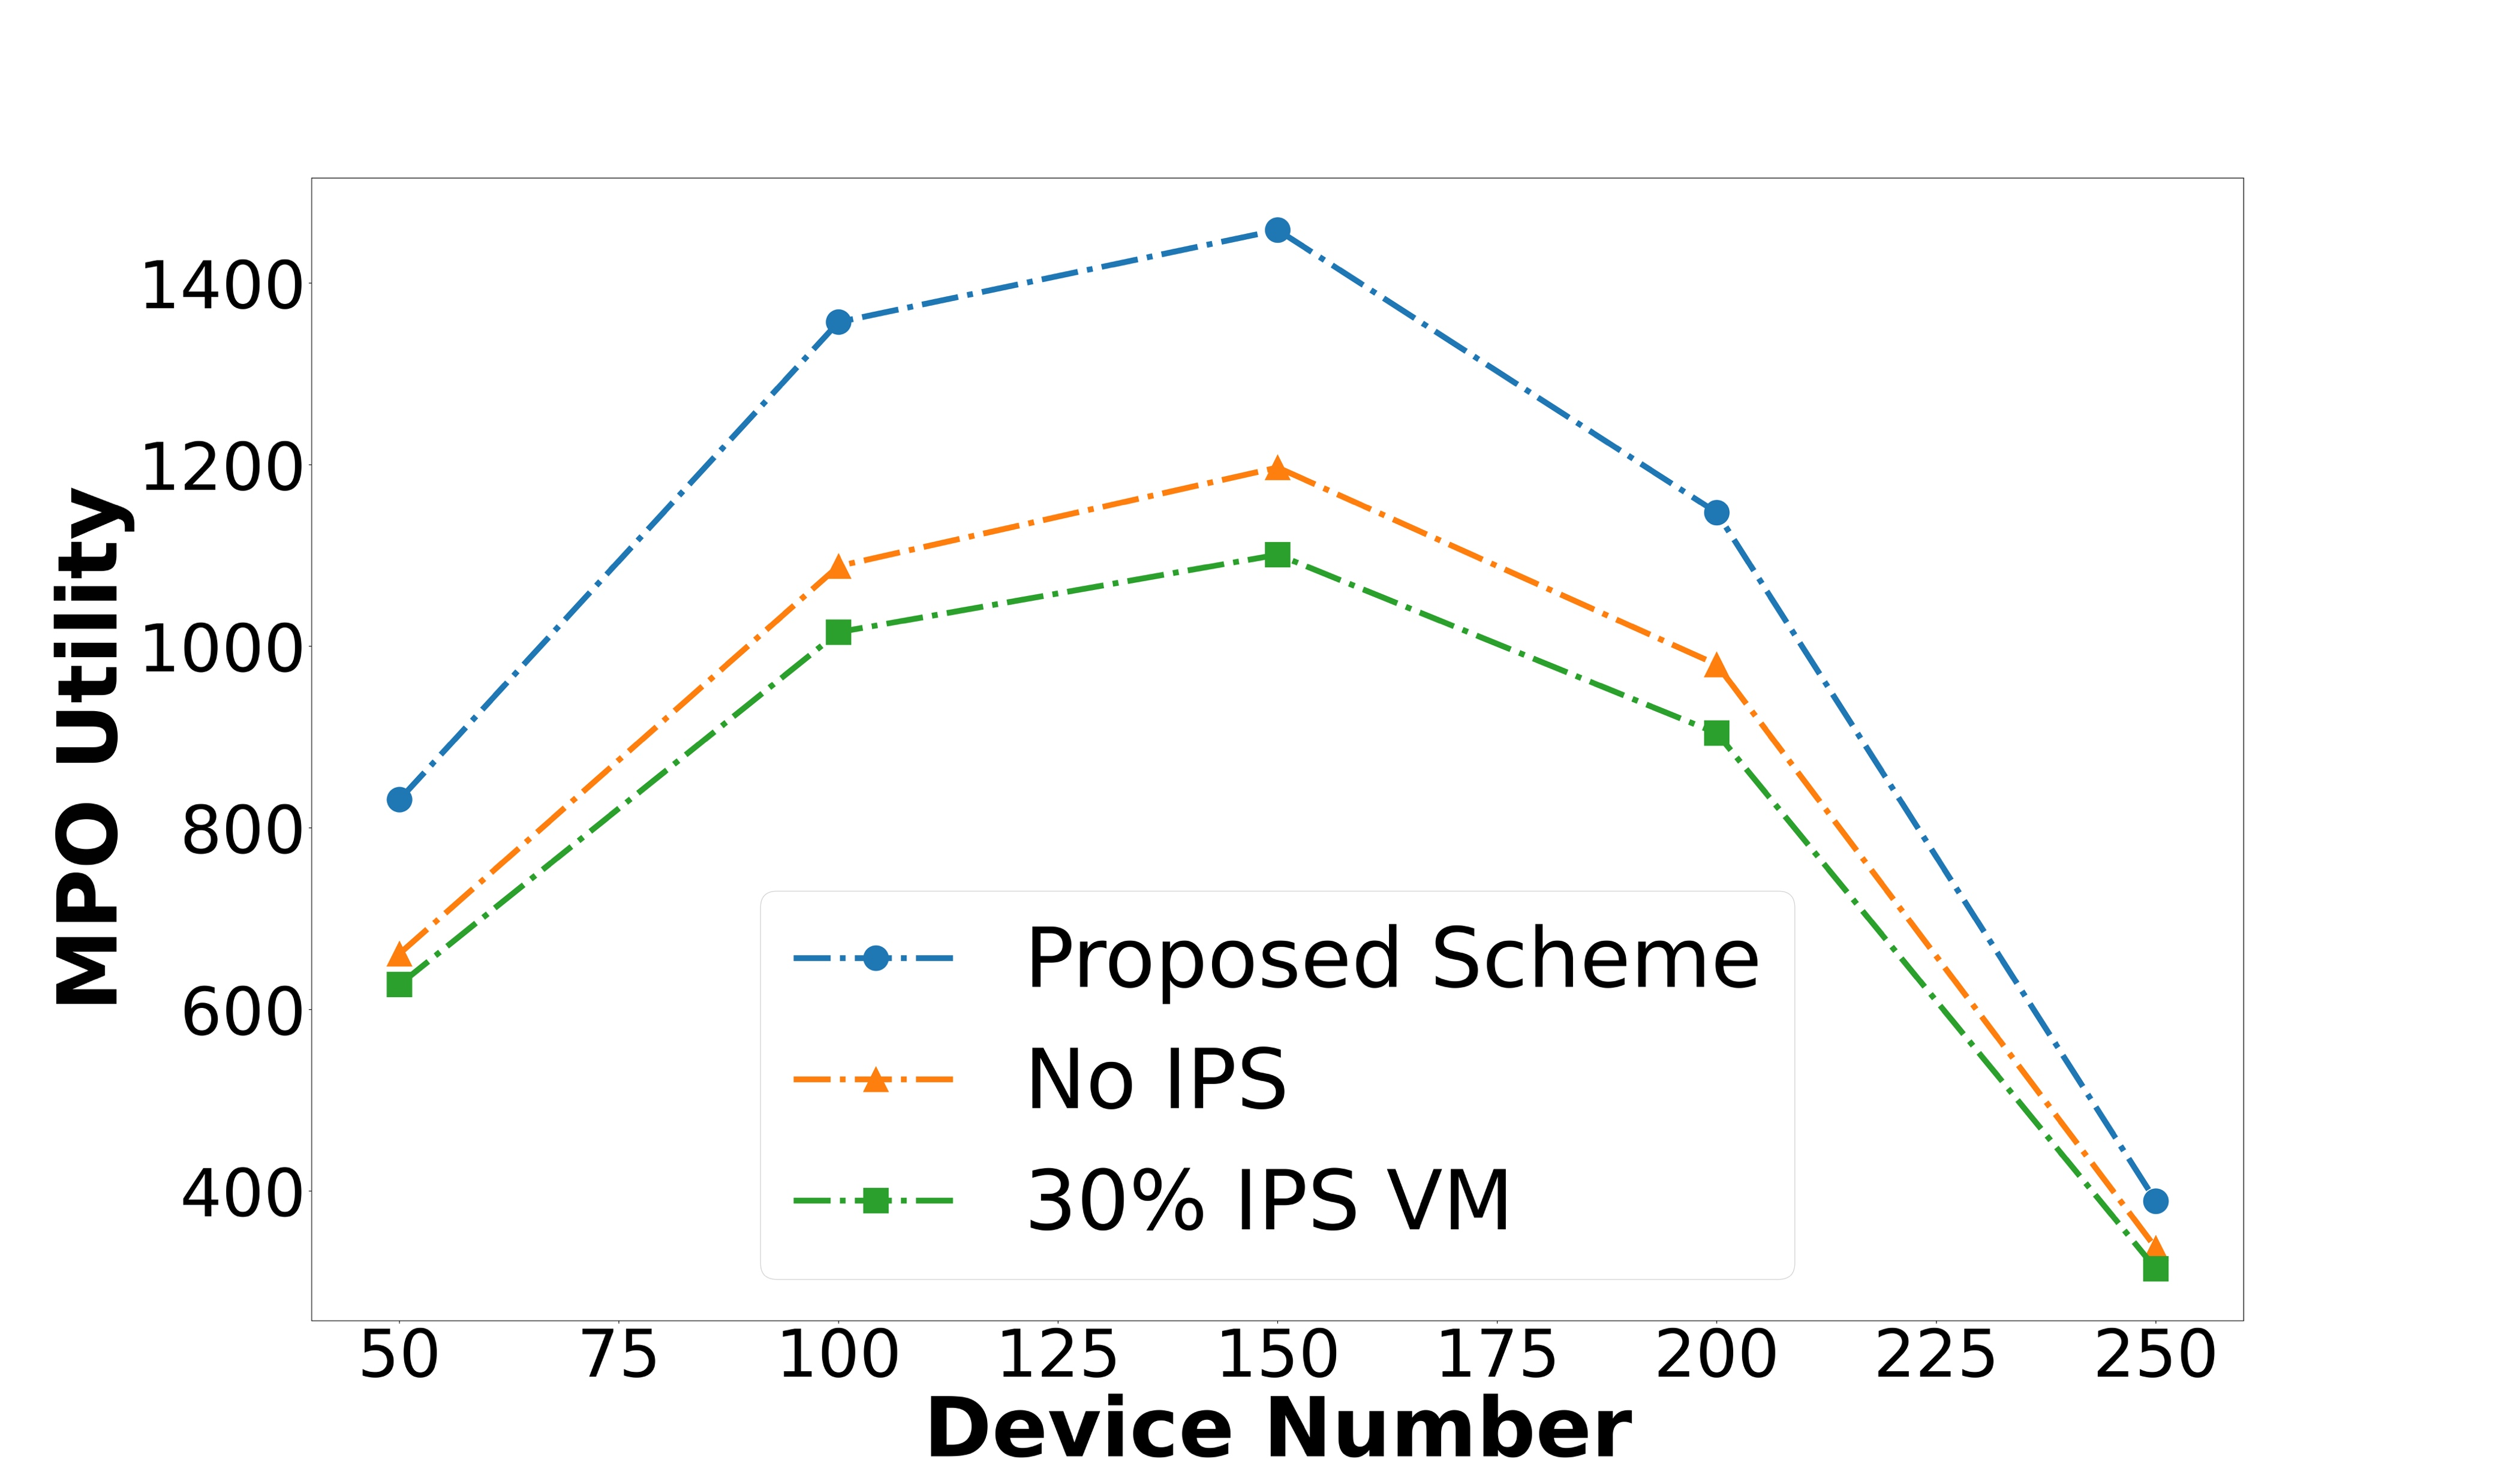 MPO Utility
1400
1200
1000
800
600
400
Proposed Scheme
No IPS
30% IPS VM
50 75 100 125 150 175 200 225 250
Device Number